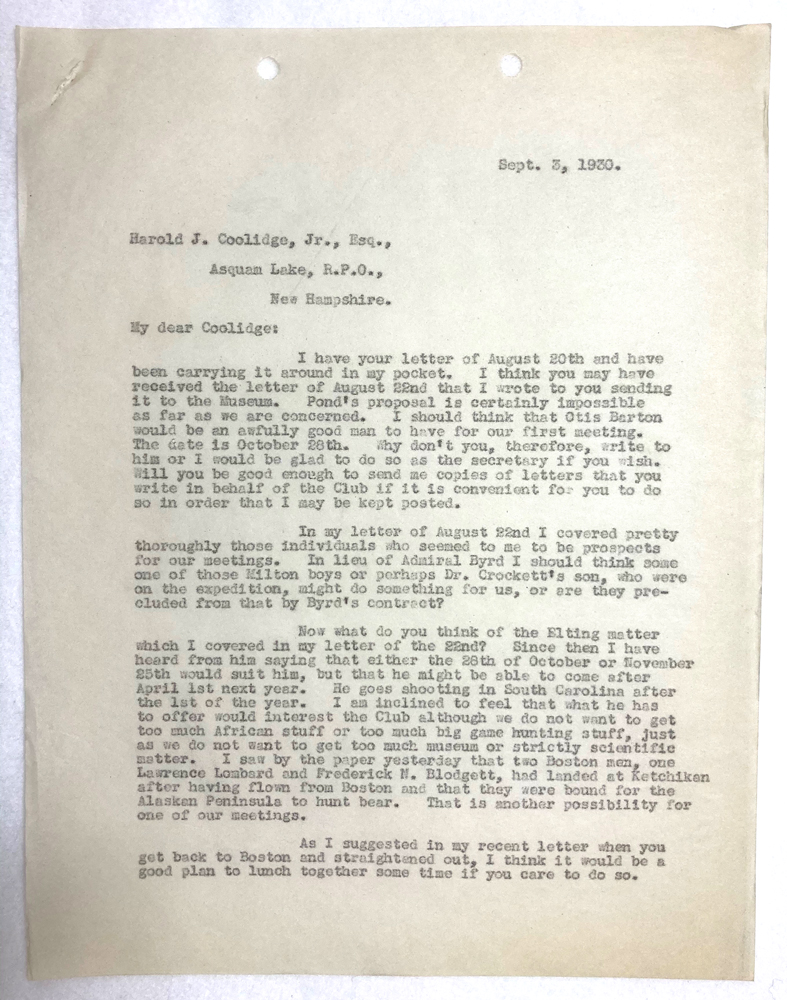 Sept. 3, 1930.
Harold J. Coolidge, Jr., Esq.,
Asquam Lake, R.P.O.,
New Hampshire.
My dear Coolidge:
I have your letter of August 20th and have
been carrying it around in my pocket. I think you may have
received the letter of August 22nd that I wrote to you sending
it to the Museum. Pond's proposal is certainly impossible
as far as we are concerned. I should think that Otis Barton
would be an awfully good man to have for our first meeting.
The date is October 28th. Why don't you, therefore, write to
him or I would be glad to do so as the secretary if you wish.
Will you be good enough to send me copies of letters that you
write in behalf of the Club if it is convenient for you to do
so in order that I may be kept posted.
In my letter of August 22nd I covered pretty
thoroughly those individuals who seemed to me to be prospects
for our meetings. In lieu of Admiral Byrd I should think some
one of those Milton boys or perhaps Dr. Crockett's son, who were
on the expedition, might do something for us, or are they pre-
cluded from that by Byrd's contract?
Now what do you think of the Elting matter
which I covered in my letter of the 22nd? Since then I have
heard from him saying that either the 28th of October or November
25th would suit him, but that he might be able to come after
April 1st next year. He goes shooting in South Carolina after
the 1st of the year. I am inclined to feel that what he has
to offer would interest the Club although we do not want to get
too much African stuff or too much big game hunting stuff, just
as we do not want to get too much museum or strictly scientific
matter. I saw by the paper yesterday that two Boston men, one
Lawrence Lombard and Frederick N. Blodgett, had landed at Ketchiken
after having flown from Boston and that they were bound for the
Alaskan Peninsula to hunt bear. That is another possibility for
one of our meetings.
As I suggested in my recent letter when you
get back to Boston and straightened out, I think it would be a
good plan to lunch together some time if you care to do so.